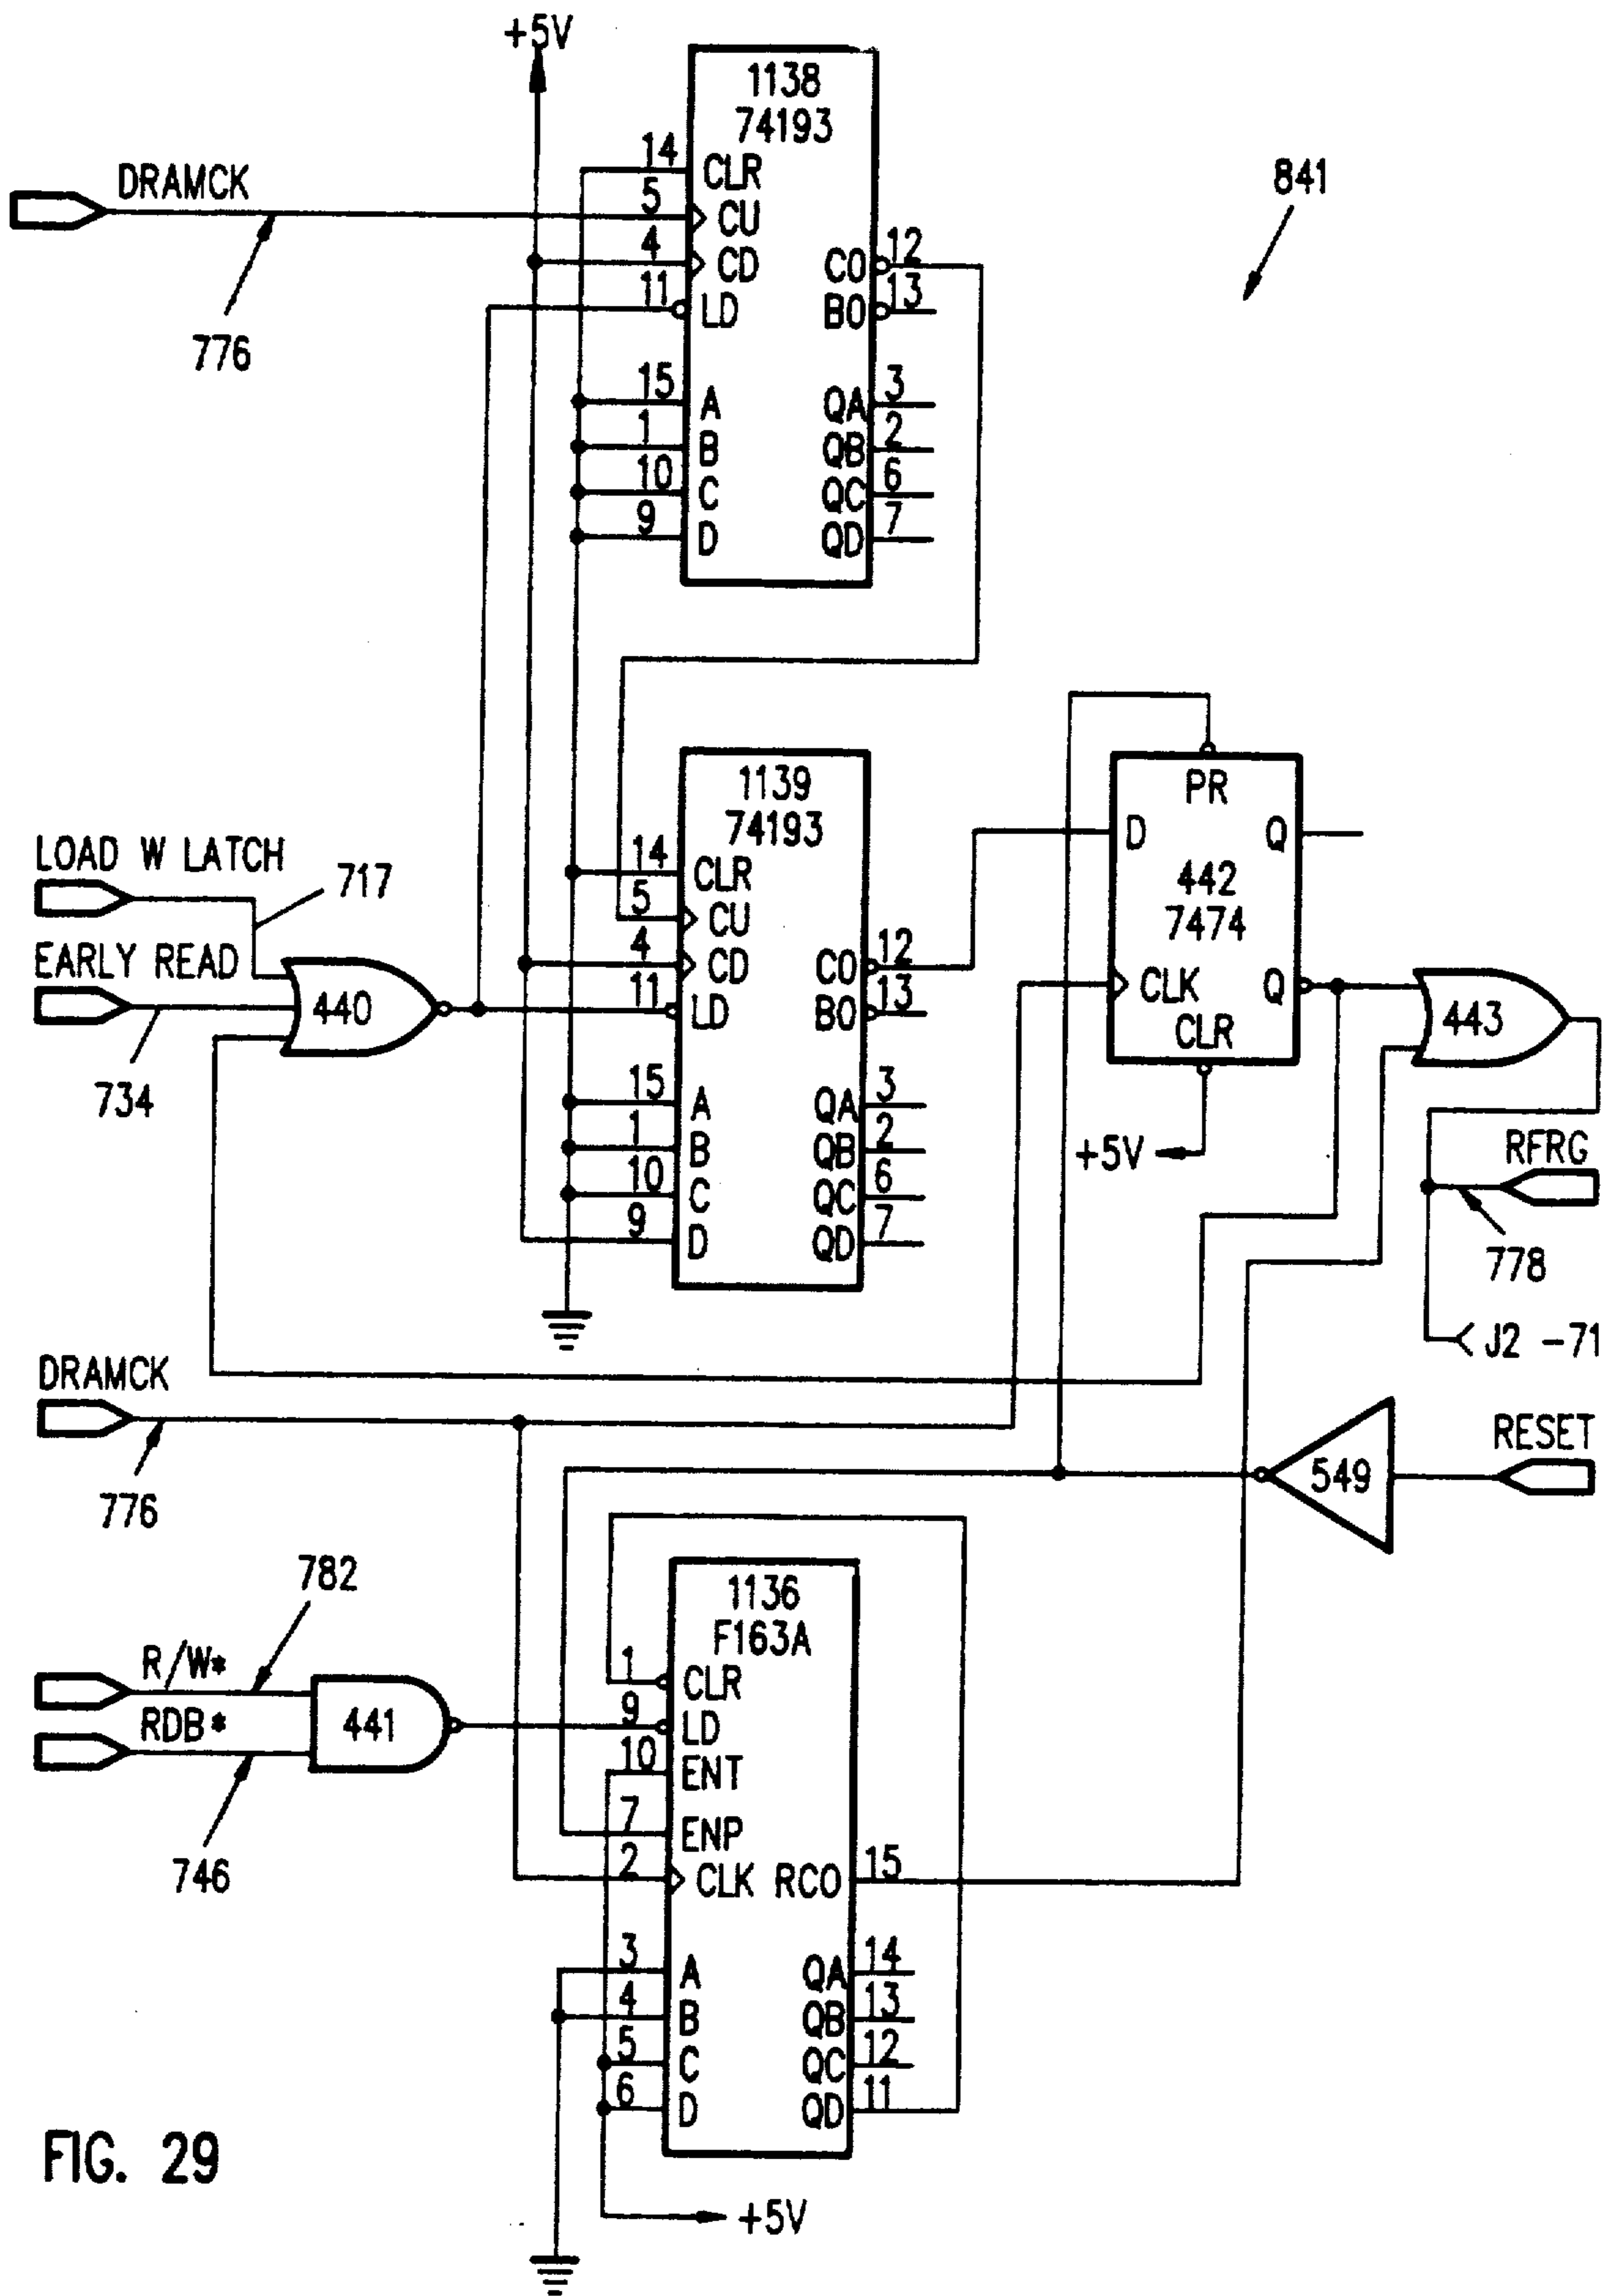 +5V
1138
74193
14 CLR
DRAMCK
5 CU
4 CD
CO 12
11 LD
BO 13
776
841
15 A
QA 3
1 B
QB 2
10 C
QC 6
9 D
QD 7
1139
74193
PR
D
Q
LOAD W LATCH
717
14 CLR
442
7474
5 CU
EARLY READ
4 CD
CO 12
CLK
Q
440
11 LD
BO 13
443
CLR
734
15 A
QA 3
1 B
QB 2
+5V
RFRG
10 C
QC 6
9 D
QD 7
778
J2 -71
DRAMCK
RESET
549
776
782
1136
F163A
R/W*
1 CLR
RDB*
441
9 LD
10 ENT
7 ENP
746
2 CLK
RCO 15
3 A
QA 14
4 B
QB 13
5 C
QC 12
6 D
QD 11
FIG. 29
+5V